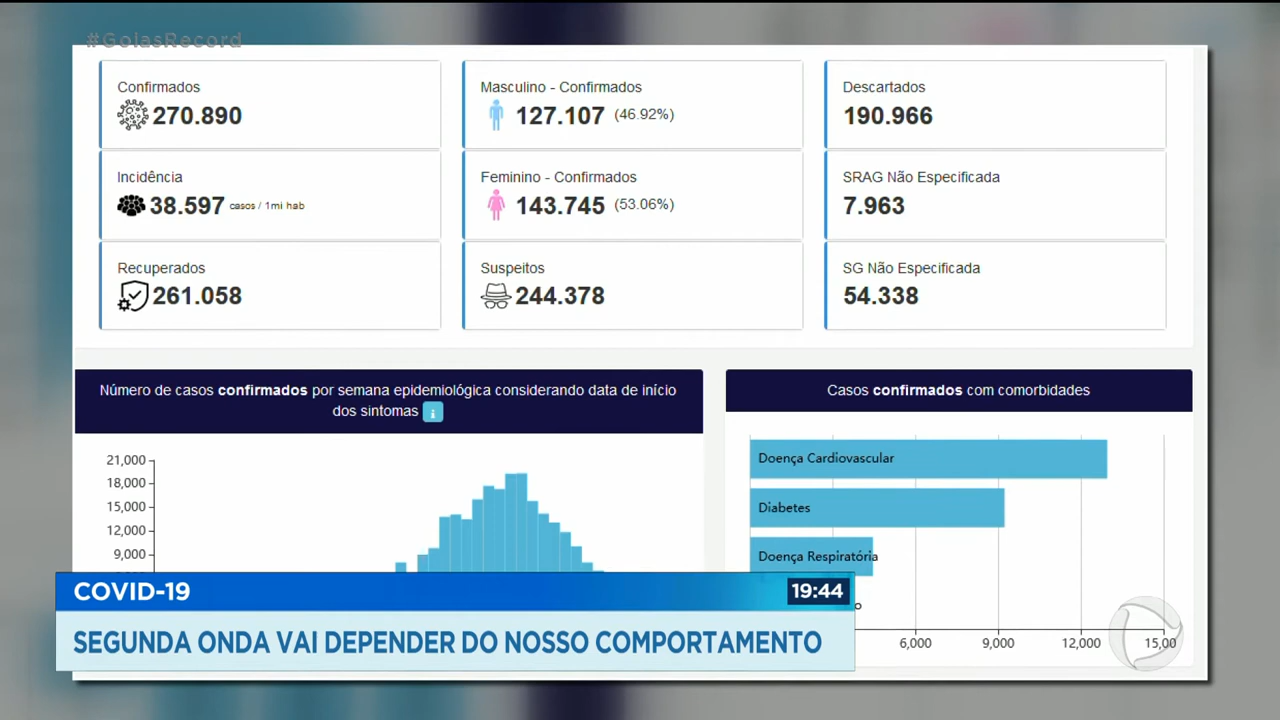 #GoiasRecord
Confirmados
270.890
Masculino - Confirmados
127.107 (46.92%)
Descartados
190.966
Incidência
38.597 casos / 1mi hab
Feminino - Confirmados
143.745 (53.06%)
SRAG Não Especificada
7.963
Recuperados
261.058
Suspeitos
244.378
SG Não Especificada
54.338
Número de casos confirmados por semana epidemiológica considerando data de início
dos sintomas i
Casos confirmados com comorbidades
21,000
18,000
15,000
12,000
9,000
Doença Cardiovascular
Diabetes
Doença Respiratória
o
6,000 9,000 12,000 15,00
COVID-19
19:44
SEGUNDA ONDA VAI DEPENDER DO NOSSO COMPORTAMENTO